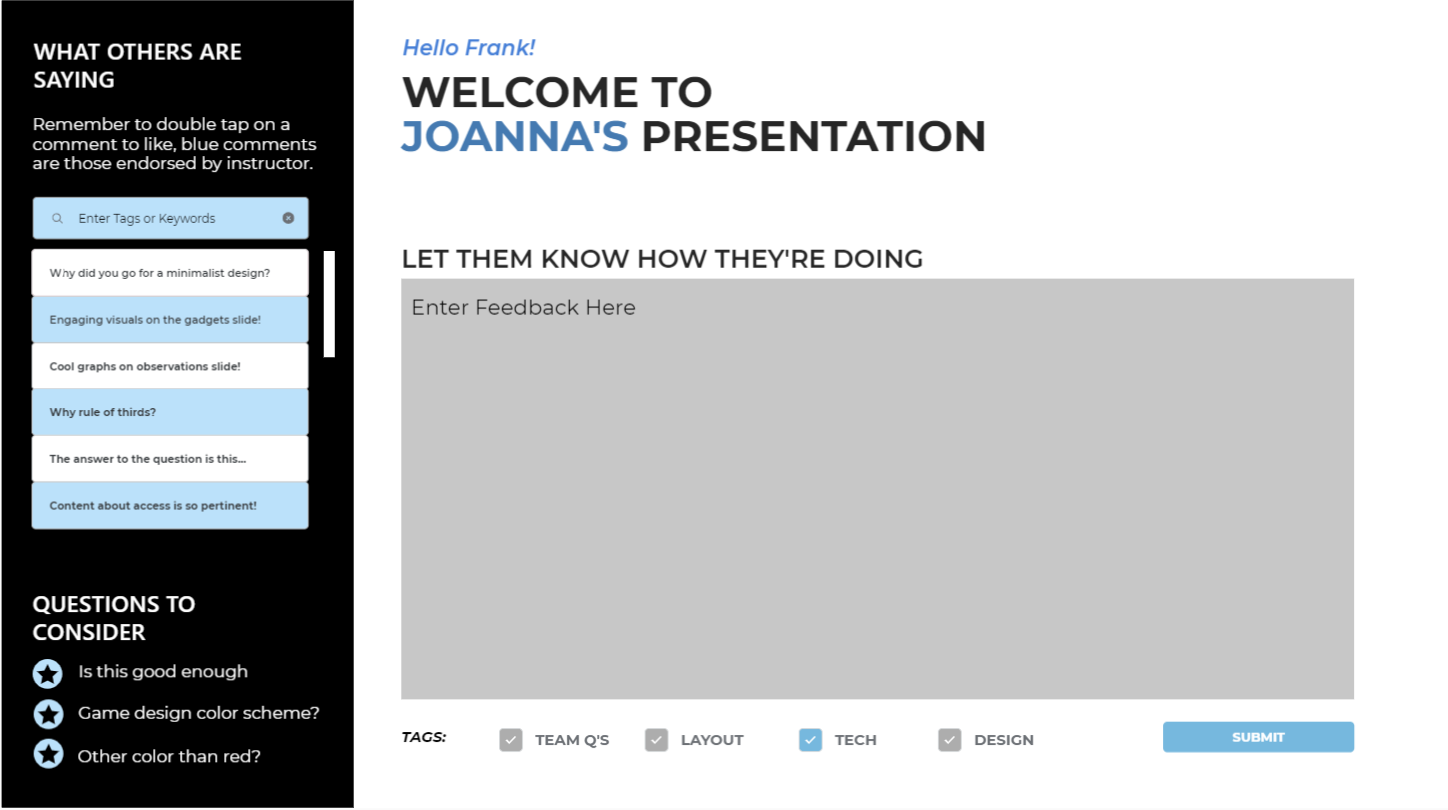 WHAT OTHERS ARE
SAYING
Remember to double tap on a
comment to like, blue comments
are those endorsed by instructor.
Enter Tags or Keywords
Why did you go for a minimalist design?
Engaging visuals on the gadgets slide!
Cool graphs on observations slide!
Why rule of thirds?
The answer to the question is this...
Content about access is so pertinent!
QUESTIONS TO
CONSIDER
Is this good enough
Game design color scheme?
Other color than red?
Hello Frank!
WELCOME TO
JOANNA'S PRESENTATION
LET THEM KNOW HOW THEY'RE DOING
Enter Feedback Here
TAGS: TEAM Q'S LAYOUT TECH DESIGN SUBMIT